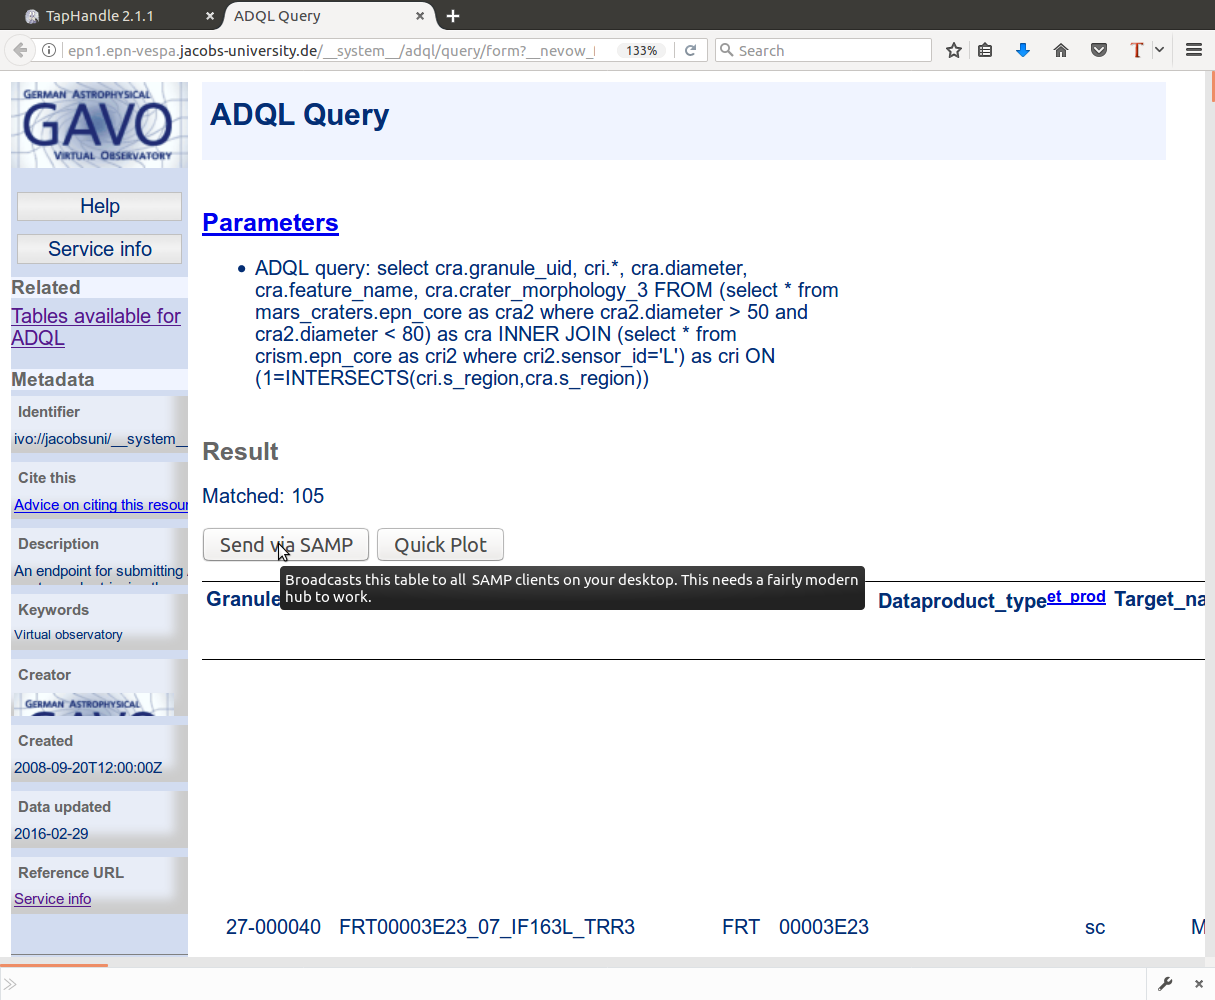 TapHandle 2.1.1
ADQL Query
epn1.epn-vespa.jacobs-university.de/__system__/adql/query/form?__nevow_
133%
Search
GERMAN ASTROPHYSICAL
GAVO
VIRTUAL OBSERVATORY
Help
Service info
Related
Tables available for
ADQL
Metadata
Identifier
ivo://jacobsuni/__system__
Cite this
Advice on citing this resour
Description
An endpoint for submitting
Keywords
Virtual observatory
Creator
GERMAN ASTROPHYSICAL
GAVO
Created
2008-09-20T12:00:00Z
Data updated
2016-02-29
Reference URL
Service info
ADQL Query
Parameters
• ADQL query: select cra.granule_uid, cri.*, cra.diameter,
cra.feature_name, cra.crater_morphology_3 FROM (select * from
mars_craters.epn_core as cra2 where cra2.diameter > 50 and
cra2.diameter < 80) as cra INNER JOIN (select * from
crism.epn_core as cri2 where cri2.sensor_id='L') as cri ON
(1=INTERSECTS(cri.s_region,cra.s_region))
Result
Matched: 105
Send via SAMP Quick Plot
Broadcasts this table to all SAMP clients on your desktop. This needs a fairly modern
hub to work.
Granule Dataproduct_type et_prod Target_na
27-000040 FRT00003E23_07_IF163L_TRR3 FRT 00003E23 sc M